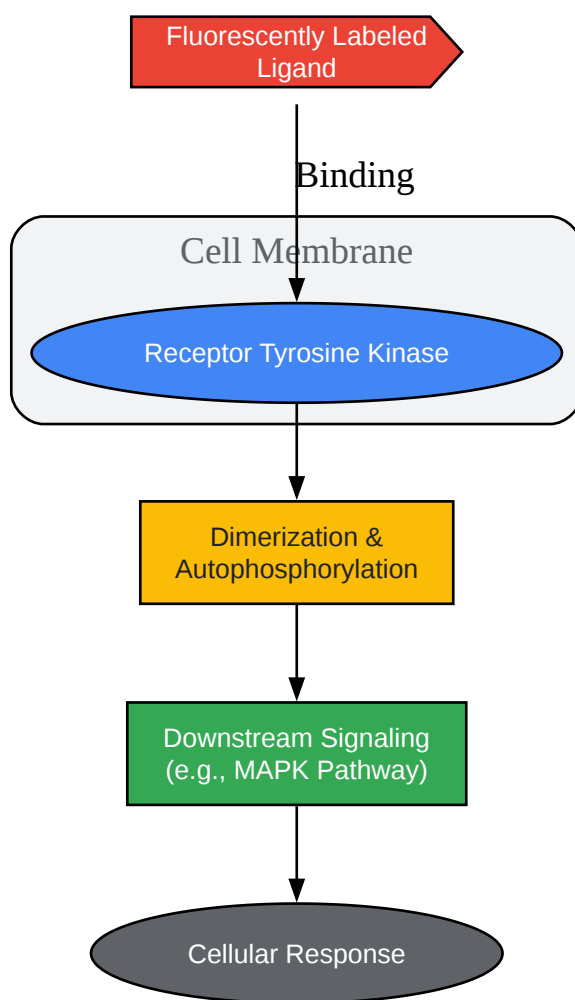 Fluorescently Labeled
Ligand
Binding
Cell Membrane
Receptor Tyrosine Kinase
Dimerization &
Autophosphorylation
Downstream Signaling
(e.g., MAPK Pathway)
Cellular Response